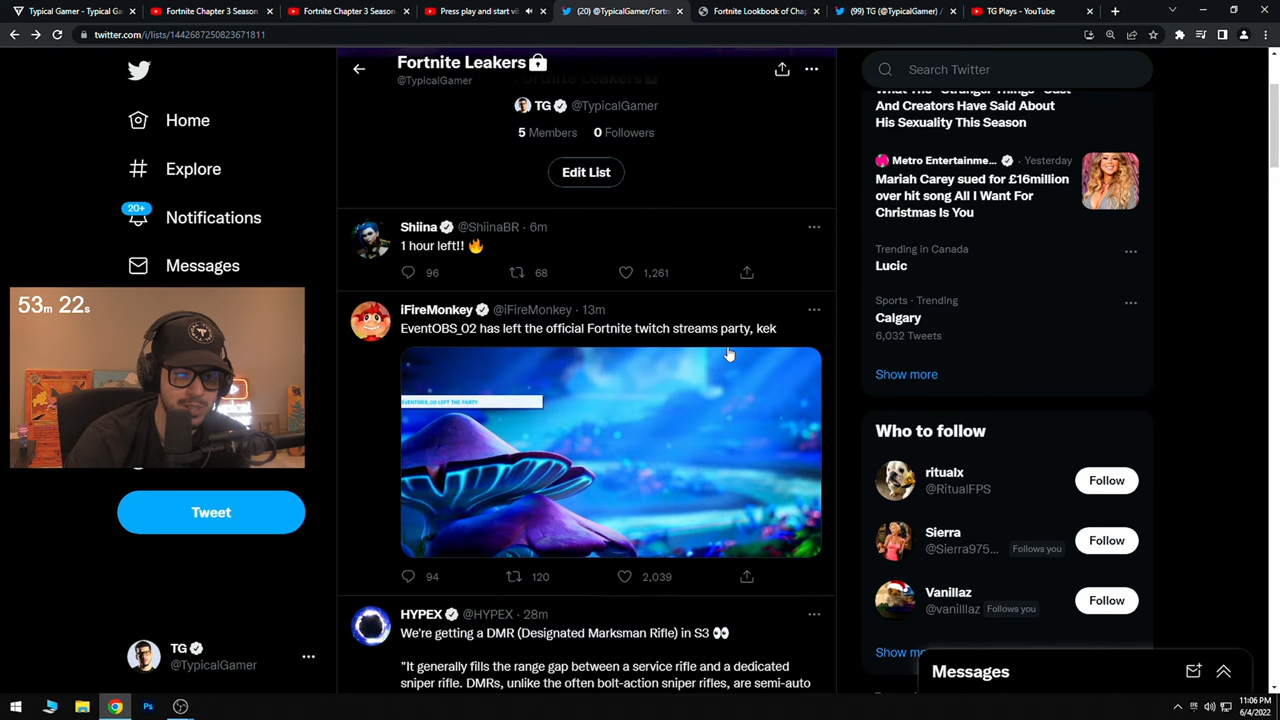 Typical Gamer - Typical Ga
Fortnite Chapter 3 Season
Fortnite Chapter 3 Season
Press play and start vi
(20) @TypicalGamer/Fortn
Fortnite Lookbook of Chap
(99) TG (@TypicalGamer) /
TG Plays - YouTube
twitter.com/i/lists/1442687250823671811
Fortnite Leakers
@TypicalGamer
Search Twitter
TG @TypicalGamer
5 Members 0 Followers
Edit List
Home
Explore
20+
Notifications
Messages
53m 22s
Tweet
TG
@TypicalGamer
Shiina @ShiinaBR · 6m
1 hour left!! 🔥
96 68 1,261
iFireMonkey @iFireMonkey · 13m
EventOBS_02 has left the official Fortnite twitch streams party, kek
EVENTOBS_02 LEFT THE PARTY
94 120 2,039
HYPEX @HYPEX · 28m
We're getting a DMR (Designated Marksman Rifle) in S3 👀
"It generally fills the range gap between a service rifle and a dedicated
sniper rifle. DMRs, unlike the often bolt-action sniper rifles, are semi-auto
What The "Stranger Things" Cast
And Creators Have Said About
His Sexuality This Season
Metro Entertainme... · Yesterday
Mariah Carey sued for £16million
over hit song All I Want For
Christmas Is You
Trending in Canada
Lucic
Sports · Trending
Calgary
6,032 Tweets
Show more
Who to follow
ritualx
@RitualFPS
Follow
Sierra
@Sierra975... Follows you
Follow
Vanillaz
@vanilllaz Follows you
Follow
Show mo
Messages
11:06 PM
6/4/2022